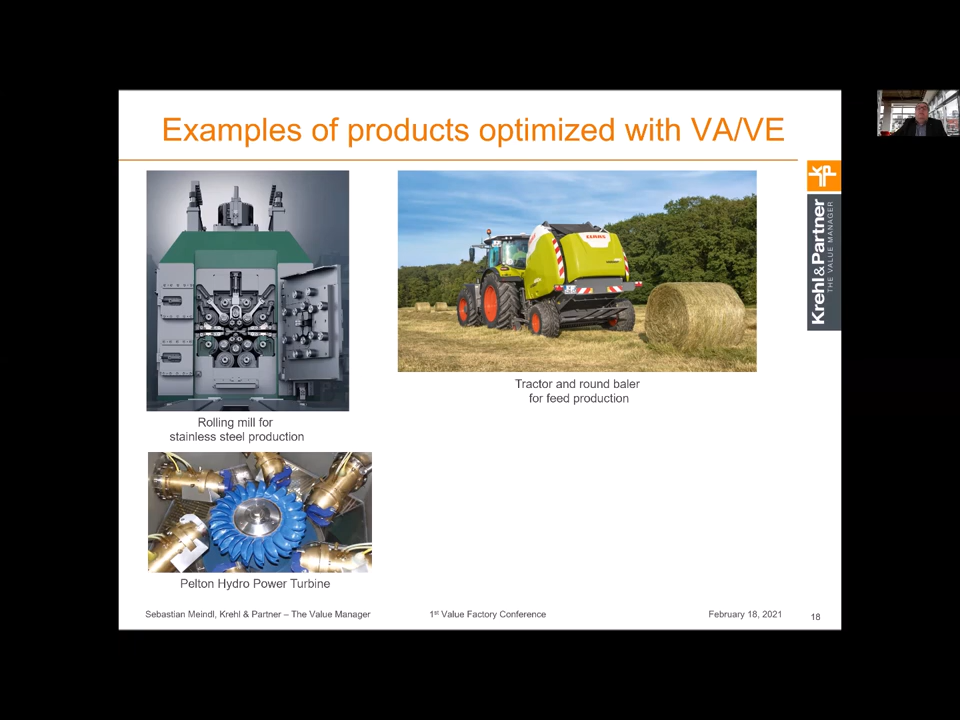 Examples of products optimized with VA/VE
kp
Krehl&Partner
THE VALUE MANAGER
CLAAS
Tractor and round baler
for feed production
Rolling mill for
stainless steel production
Pelton Hydro Power Turbine
Sebastian Meindl, Krehl & Partner – The Value Manager
1st Value Factory Conference
February 18, 2021
18